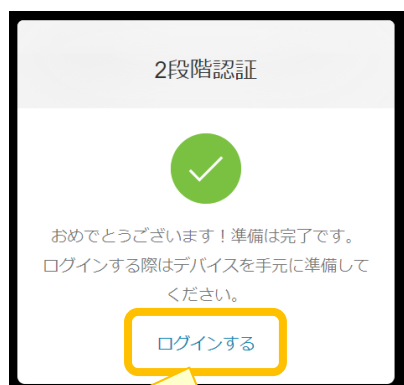 2段階認証
おめでとうございます！準備は完了です。
ログインする際はデバイスを手元に準備して
ください。
ログインする